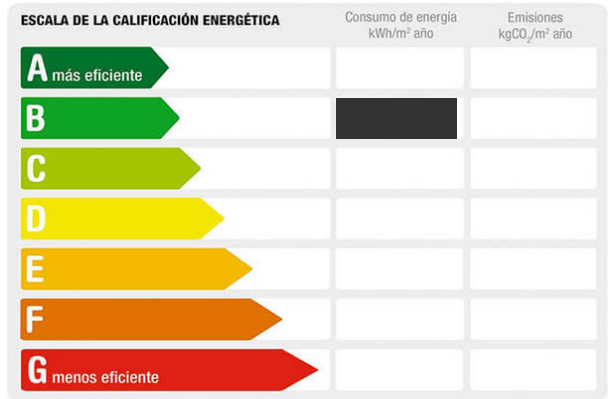 ESCALA DE LA CALIFICACIÓN ENERGÉTICA
Consumo de energía
kWh/m² año
Emisiones
kgCO₂/m² año
A más eficiente
B
C
D
E
F
G menos eficiente